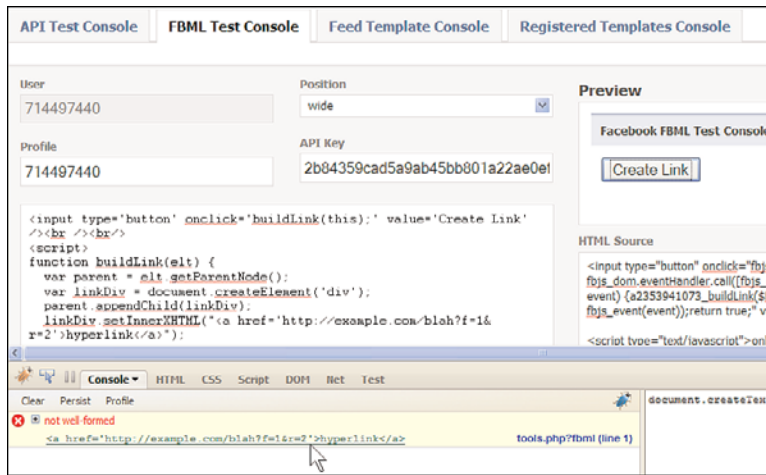 API Test Console FBML Test Console Feed Template Console Registered Templates Console
User
714497440
Position
wide
Profile
714497440
API Key
2b84359cad5a9ab45bb801a22ae0ef
<input type='button' onclick='buildLink(this);' value='Create Link'
/><br /><br/>
<script>
function buildLink(elt) {
var parent = elt.getParentNode();
var linkDiv = document.createElement('div');
parent.appendChild(linkDiv);
linkDiv.setInnerXHTML("<a href='http://example.com/blah?f=1&
r=2'>hyperlink</a>");
Preview
Facebook FBML Test Console
Create Link
HTML Source
<input type="button" onclick="fbj
fbjs_dom.eventHandler.call([fbjs_
event) {a2353941073_buildLink($
fbjs_event(event));return true;" v
<script type="text/javascript">onl
Console HTML CSS Script DOM Net Test
Clear Persist Profile
not well-formed
<a href='http://example.com/blah?f=1&r=2'>hyperlink</a> tools.php?fbml (line 1)
document.createTex